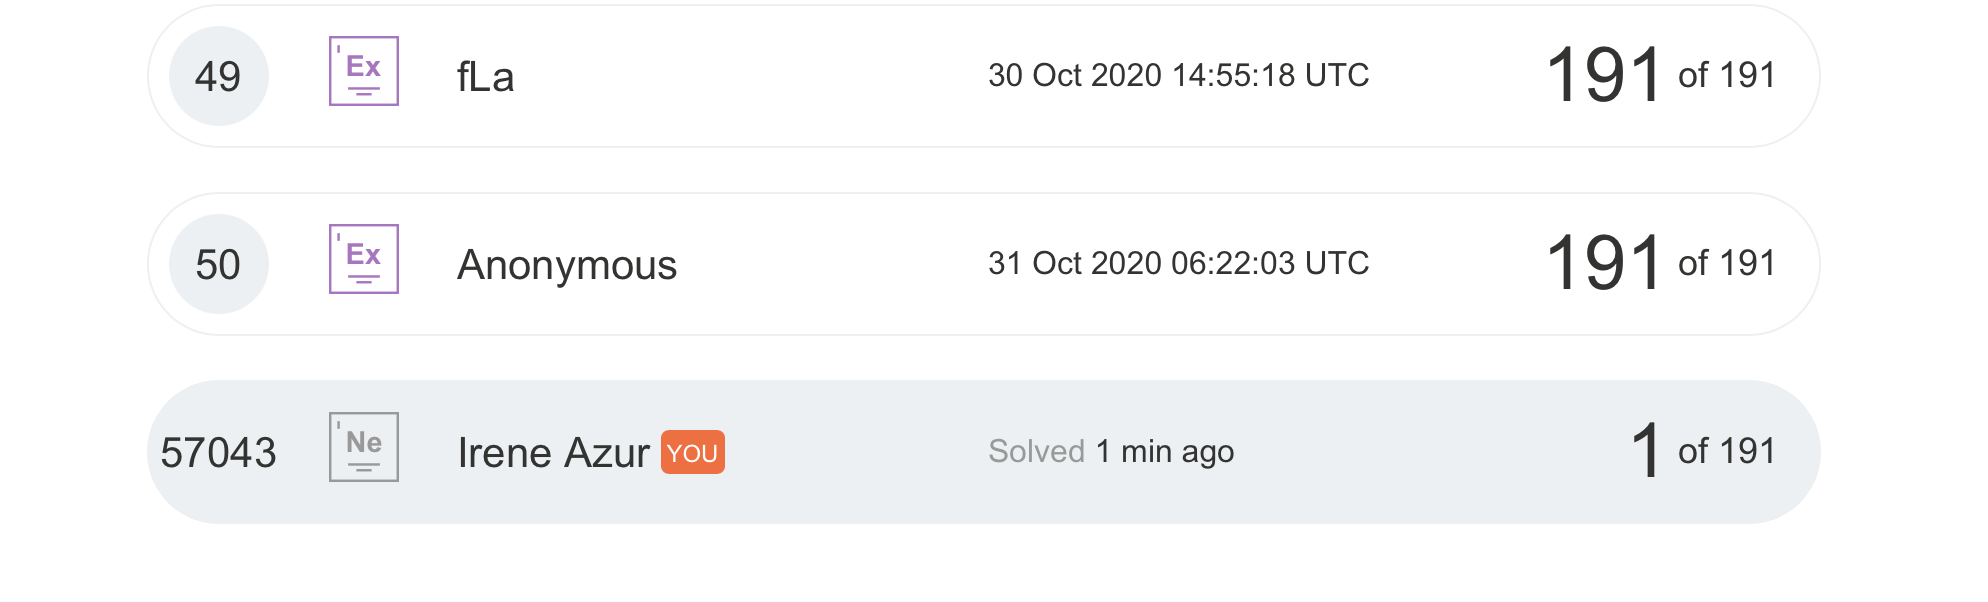 49 Ex fLa 30 Oct 2020 14:55:18 UTC 191 of 191
50 Ex Anonymous 31 Oct 2020 06:22:03 UTC 191 of 191
57043 Ne Irene Azur YOU Solved 1 min ago 1 of 191